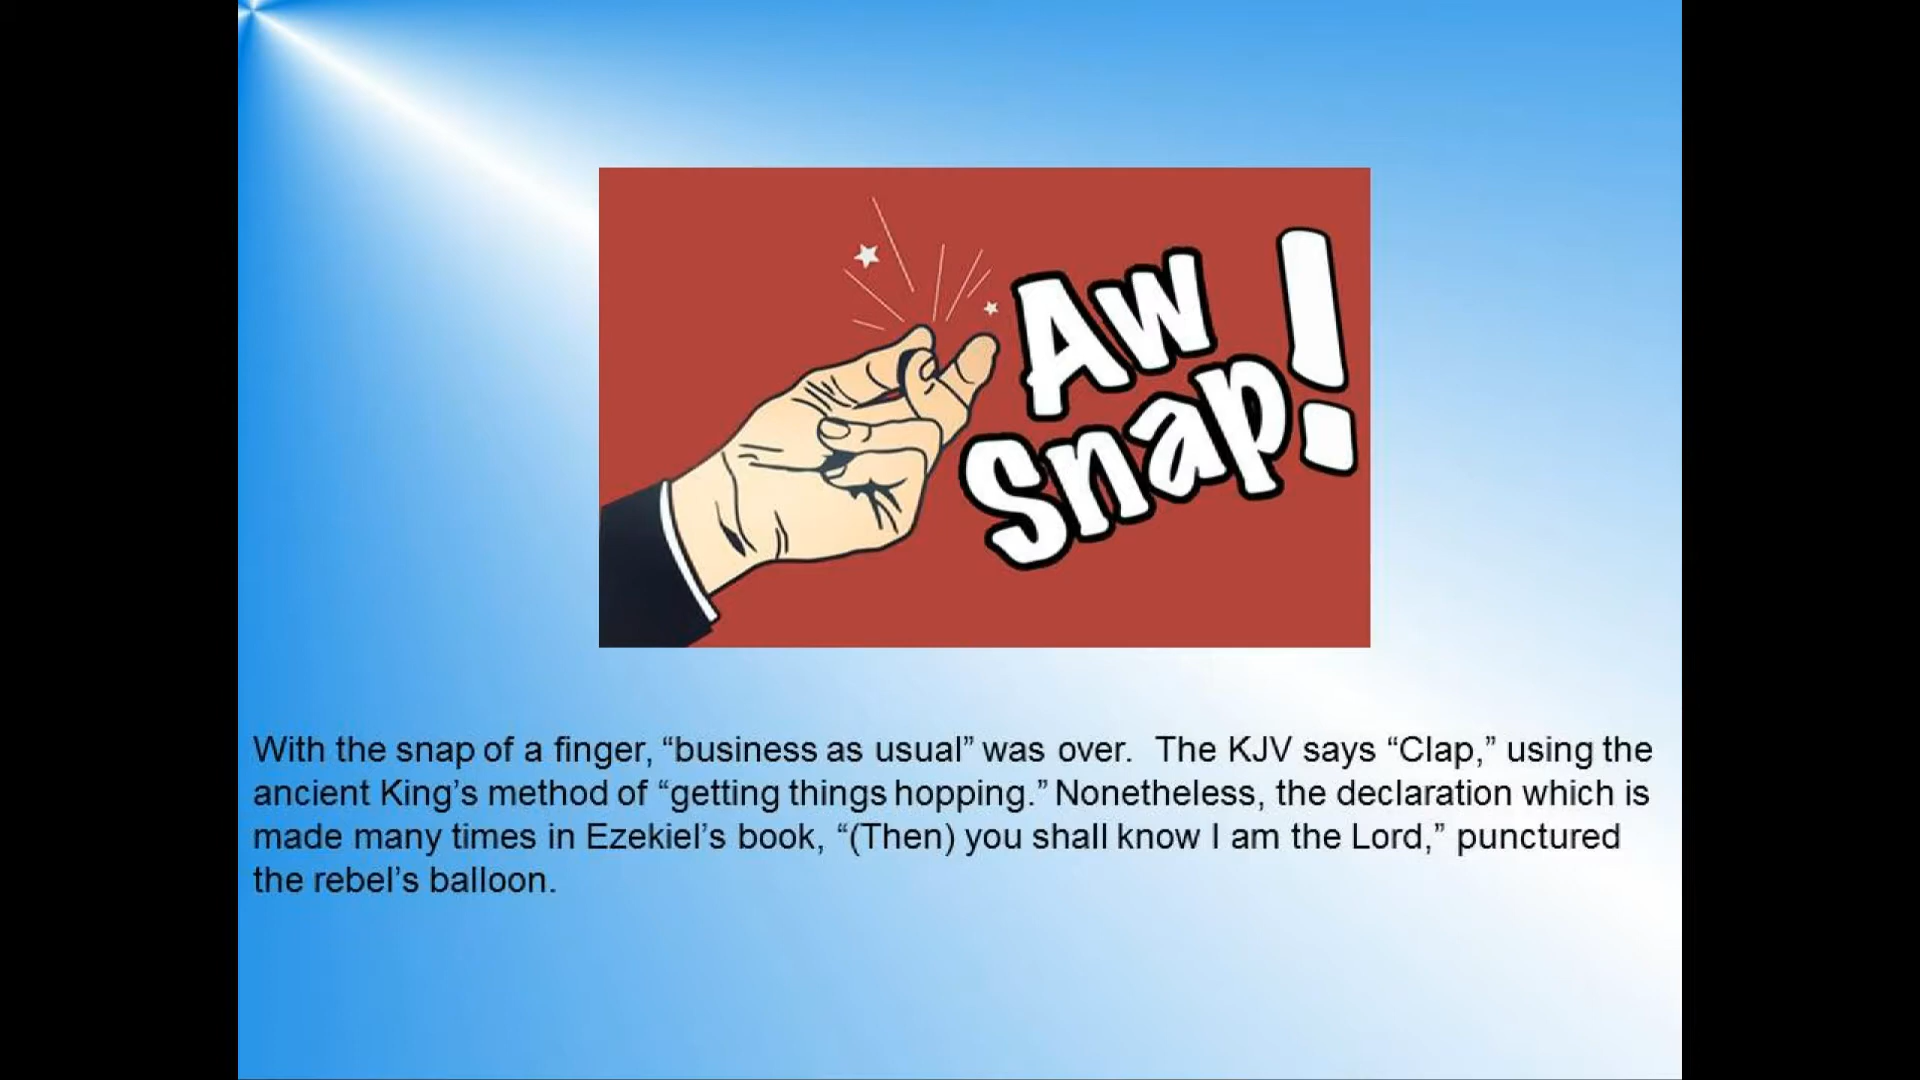 Aw
Snap!
With the snap of a finger, “business as usual” was over.  The KJV says “Clap,” using the
ancient King’s method of “getting things hopping.” Nonetheless, the declaration which is
made many times in Ezekiel’s book, “(Then) you shall know I am the Lord,” punctured
the rebel’s balloon.